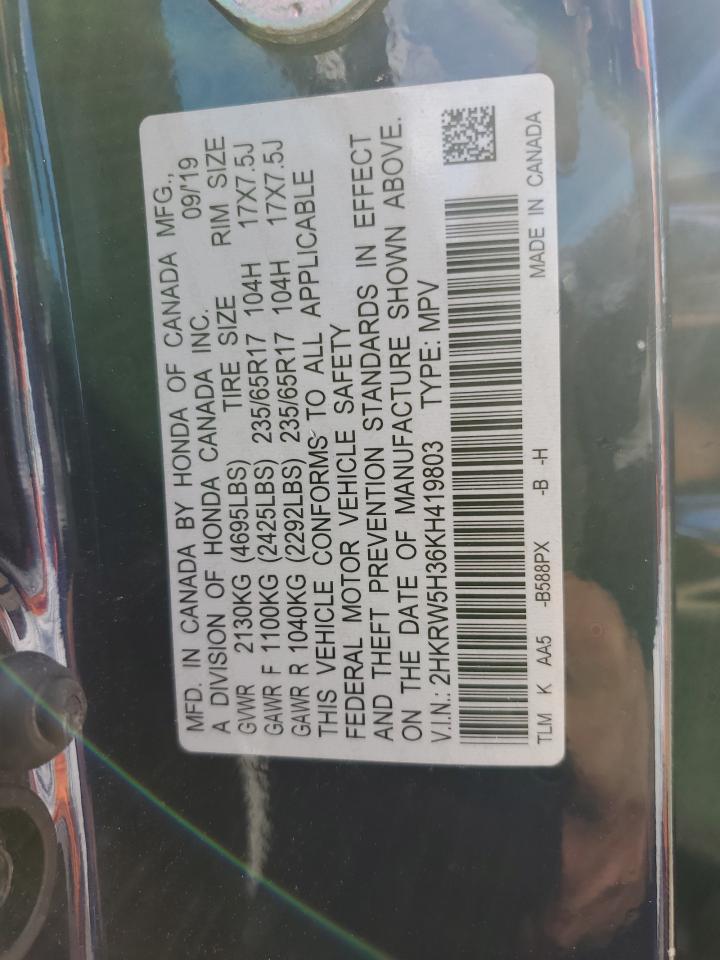 MFD. IN CANADA BY HONDA OF CANADA MFG.,
A DIVISION OF HONDA CANADA INC. 09/'19
GVWR 2130KG (4695LBS) TIRE SIZE RIM SIZE
GAWR F 1100KG (2425LBS) 235/65R17 104H 17X7.5J
GAWR R 1040KG (2292LBS) 235/65R17 104H 17X7.5J
THIS VEHICLE CONFORMS TO ALL APPLICABLE
FEDERAL MOTOR VEHICLE SAFETY
AND THEFT PREVENTION STANDARDS IN EFFECT
ON THE DATE OF MANUFACTURE SHOWN ABOVE.
V.I.N.: 2HKRW5H36KH419803 TYPE: MPV
TLM K AA5 -B588PX -B -H MADE IN CANADA